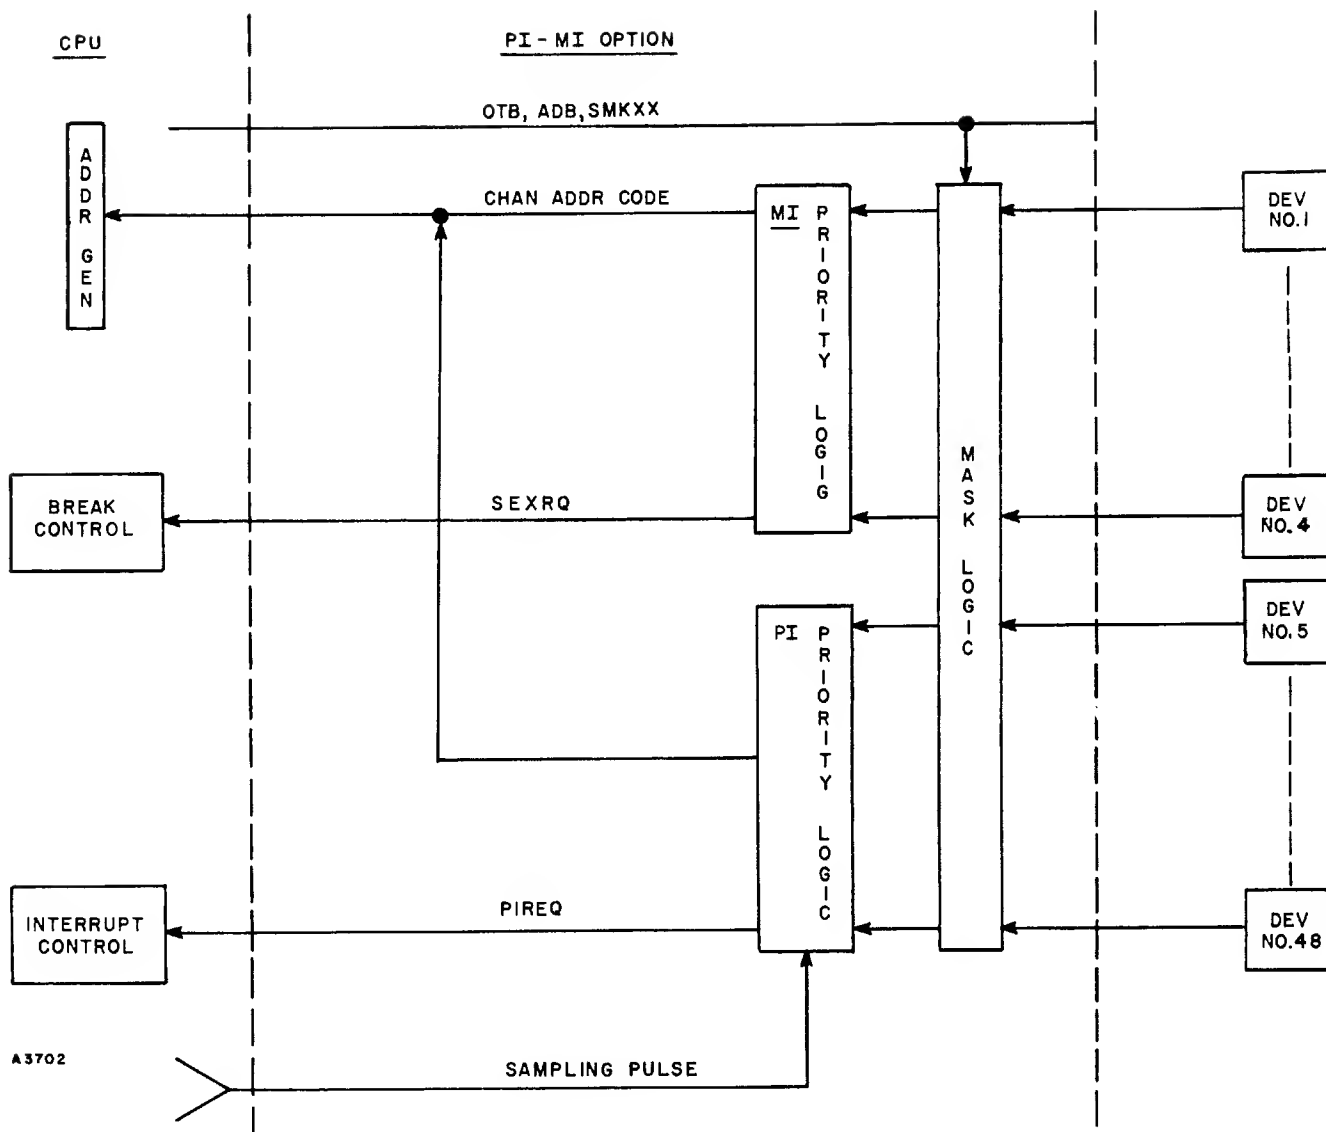 CPU
PI-MI OPTION
OTB, ADB, SMKXX
ADDR GEN
CHAN ADDR CODE
MI
PRIORITY LOGIG
DEV
NO.1
MASK LOGIC
BREAK
CONTROL
SEXRQ
DEV
NO.4
PI
PRIORITY LOGIC
DEV
NO.5
INTERRUPT
CONTROL
PIREQ
DEV
NO.48
A3702
SAMPLING PULSE